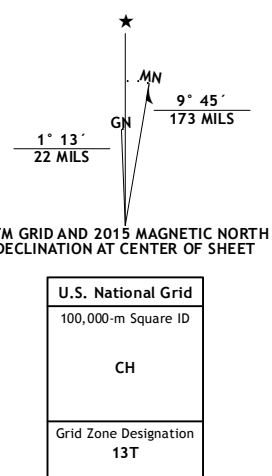 ★
MN
GN
9° 45´
173 MILS
1° 13´
22 MILS
TM GRID AND 2015 MAGNETIC NORTH
DECLINATION AT CENTER OF SHEET
U.S. National Grid
100,000-m Square ID
CH
Grid Zone Designation
13T